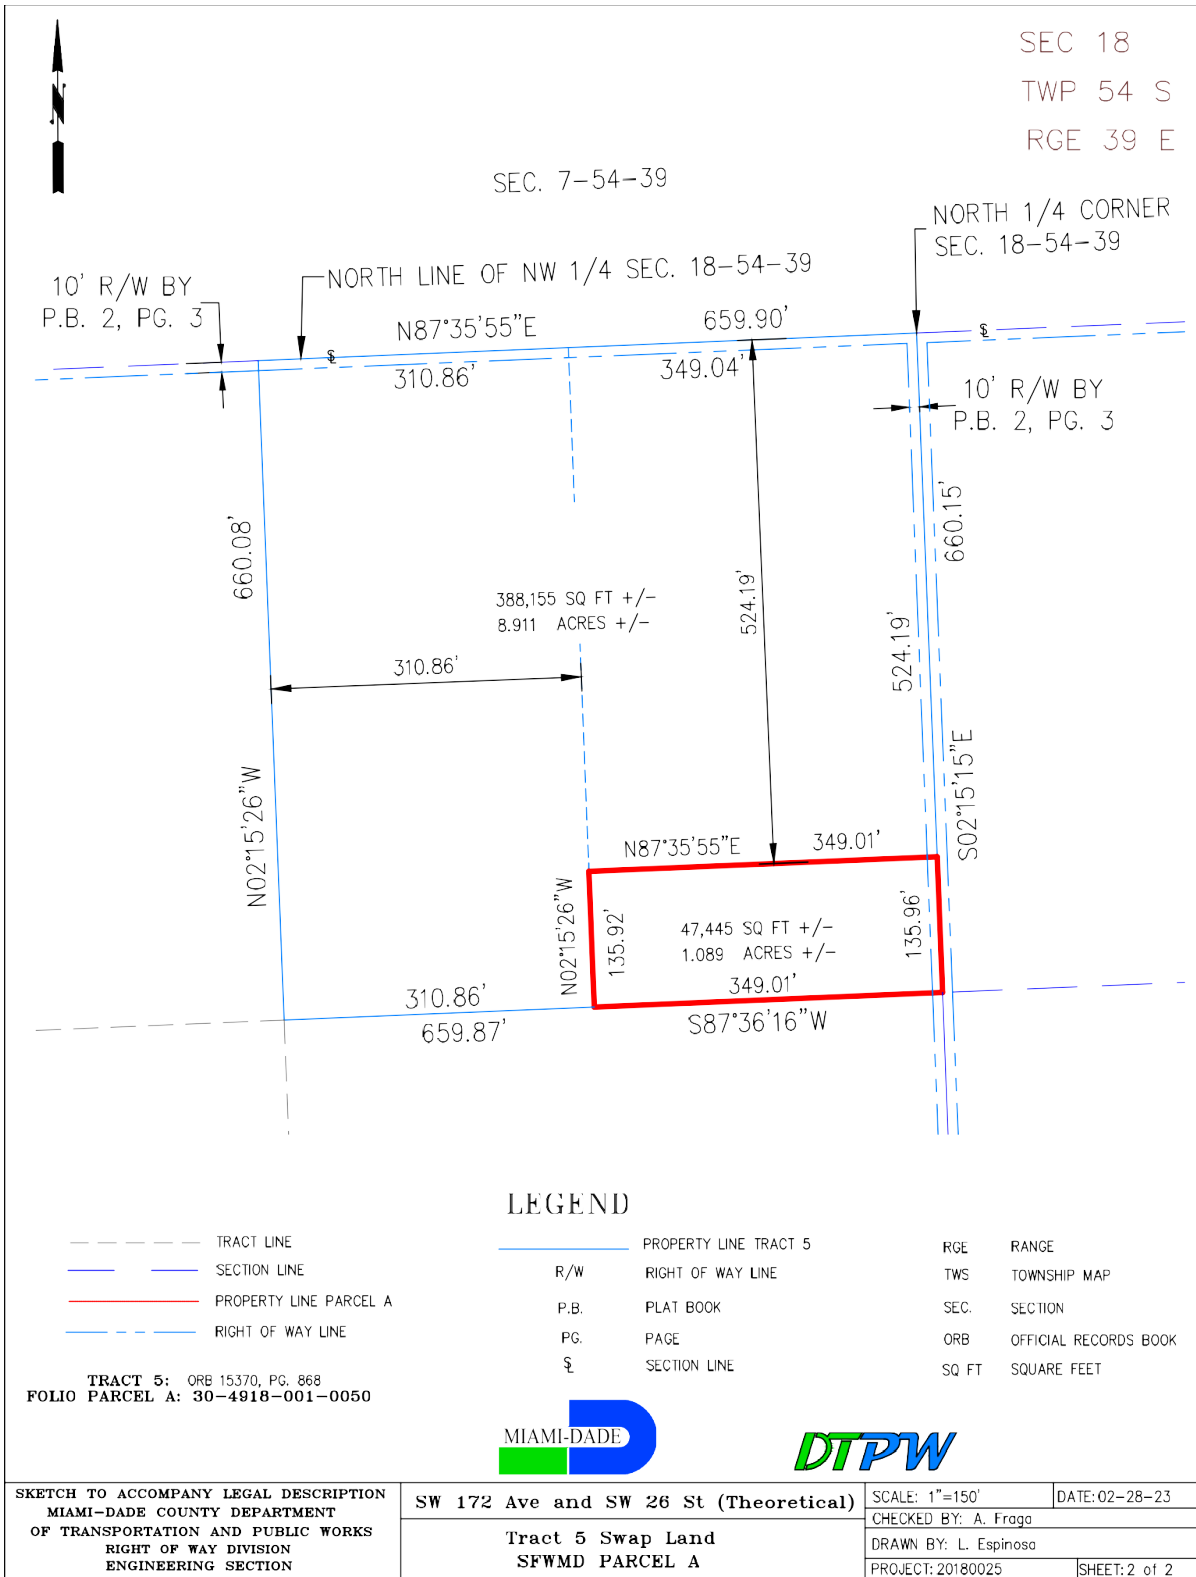 N
SEC 18
TWP 54 S
RGE 39 E
SEC. 7-54-39
NORTH 1/4 CORNER
SEC. 18-54-39
NORTH LINE OF NW 1/4 SEC. 18-54-39
10' R/W BY
P.B. 2, PG. 3
N87°35'55"E
659.90'
310.86'
349.04'
10' R/W BY
P.B. 2, PG. 3
660.08'
660.15'
524.19'
524.19'
388,155 SQ FT +/-
8.911 ACRES +/-
310.86'
N02°15'26"W
S02°15'15"E
N87°35'55"E
349.01'
N02°15'26"W
135.92'
47,445 SQ FT +/-
1.089 ACRES +/-
135.96'
349.01'
310.86'
659.87'
S87°36'16"W
LEGEND
TRACT LINE
SECTION LINE
PROPERTY LINE PARCEL A
RIGHT OF WAY LINE
PROPERTY LINE TRACT 5
R/W RIGHT OF WAY LINE
P.B. PLAT BOOK
PG. PAGE
SECTION LINE
RGE RANGE
TWS TOWNSHIP MAP
SEC. SECTION
ORB OFFICIAL RECORDS BOOK
SQ FT SQUARE FEET
TRACT 5: ORB 15370, PG. 868
FOLIO PARCEL A: 30-4918-001-0050
MIAMI-DADE
DTPW
SKETCH TO ACCOMPANY LEGAL DESCRIPTION
MIAMI-DADE COUNTY DEPARTMENT
OF TRANSPORTATION AND PUBLIC WORKS
RIGHT OF WAY DIVISION
ENGINEERING SECTION
SW 172 Ave and SW 26 St (Theoretical)
Tract 5 Swap Land
SFWMD PARCEL A
SCALE: 1"=150'
DATE: 02-28-23
CHECKED BY: A. Fraga
DRAWN BY: L. Espinosa
PROJECT: 20180025
SHEET: 2 of 2